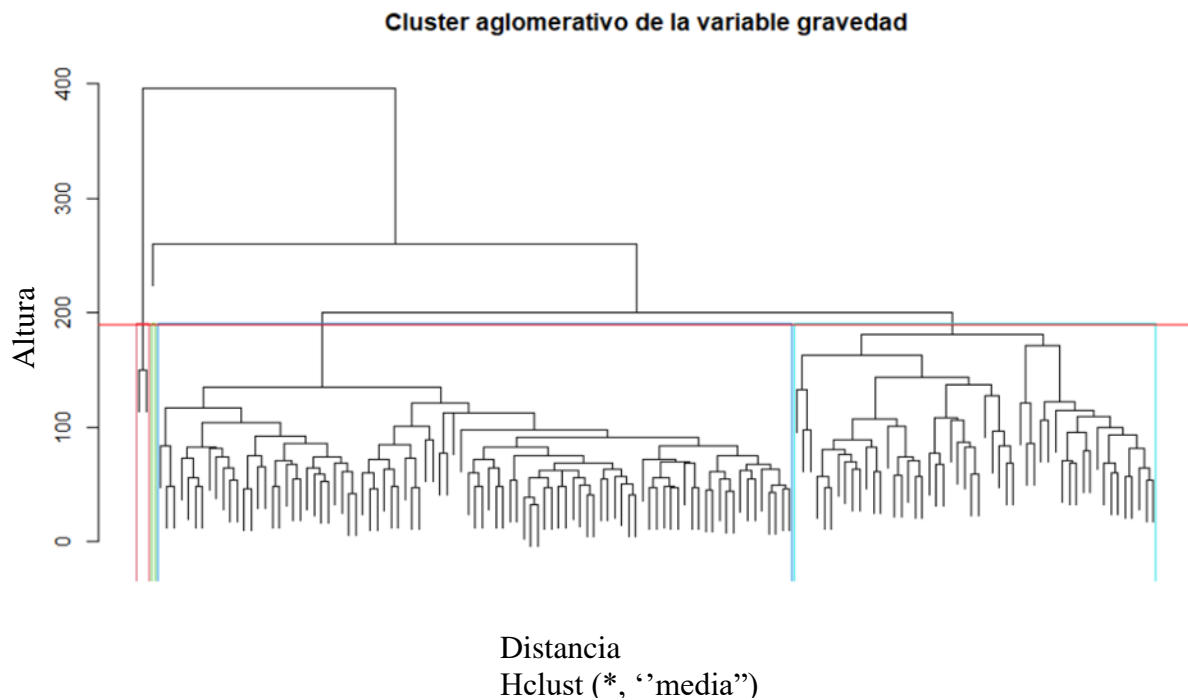 Cluster aglomerativo de la variable gravedad
400
300
200
100
0
Altura
Distancia
Hclust (*, ‘’media”)